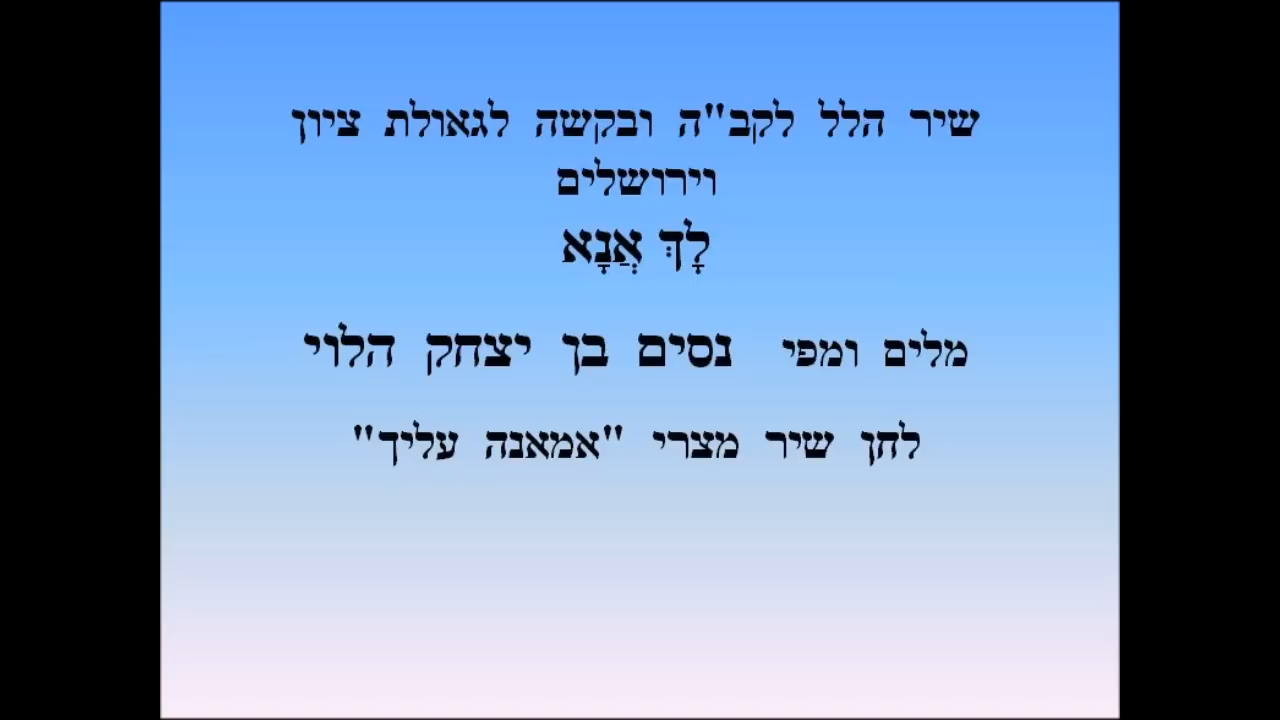 שיר הלל לקב"ה ובקשה לגאולת ציון
וירושלים
לָךְ אֲנָא
מלים ומפי נסים בן יצחק הלוי
לחן שיר מצרי "אמאנה עליך"